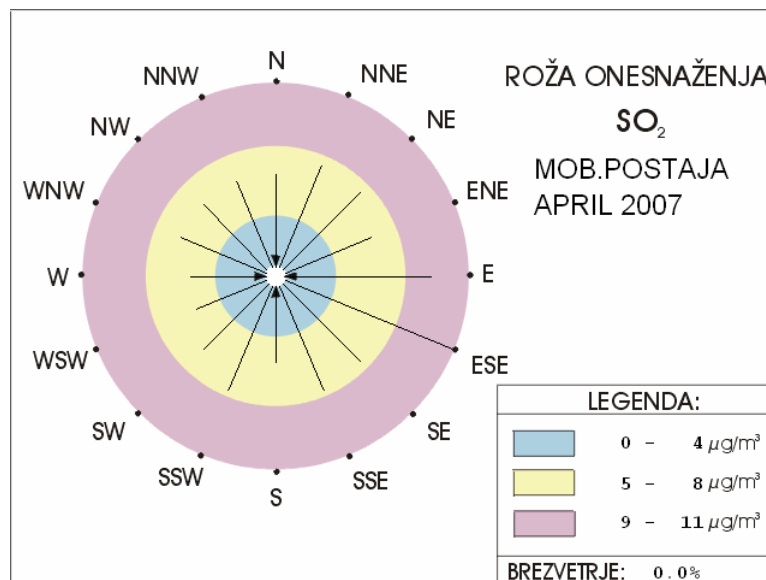 ROŽA ONESNAŽENJA
SO₂
MOB.POSTAJA
APRIL 2007
N
NNE
NE
ENE
E
ESE
SE
SSE
S
SSW
SW
WSW
W
WNW
NW
NNW
LEGENDA:
0 - 4 µg/m³
5 - 8 µg/m³
9 - 11 µg/m³
BREZVETRJE: 0.0%